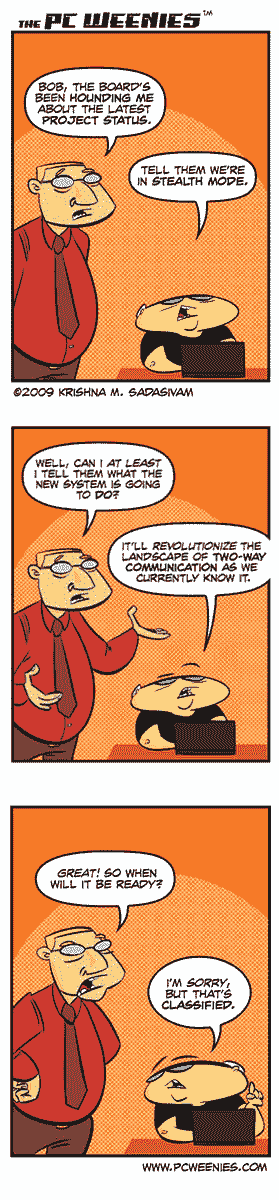 THE PC WEENIES™
BOB, THE BOARD'S
BEEN HOUNDING ME
ABOUT THE LATEST
PROJECT STATUS.
TELL THEM WE'RE
IN STEALTH MODE.
©2009 KRISHNA M. SADASIVAM
WELL, CAN I AT LEAST
I TELL THEM WHAT THE
NEW SYSTEM IS GOING
TO DO?
IT'LL REVOLUTIONIZE THE
LANDSCAPE OF TWO-WAY
COMMUNICATION AS WE
CURRENTLY KNOW IT.
GREAT! SO WHEN
WILL IT BE READY?
I'M SORRY,
BUT THAT'S
CLASSIFIED.
WWW.PCWEENIES.COM